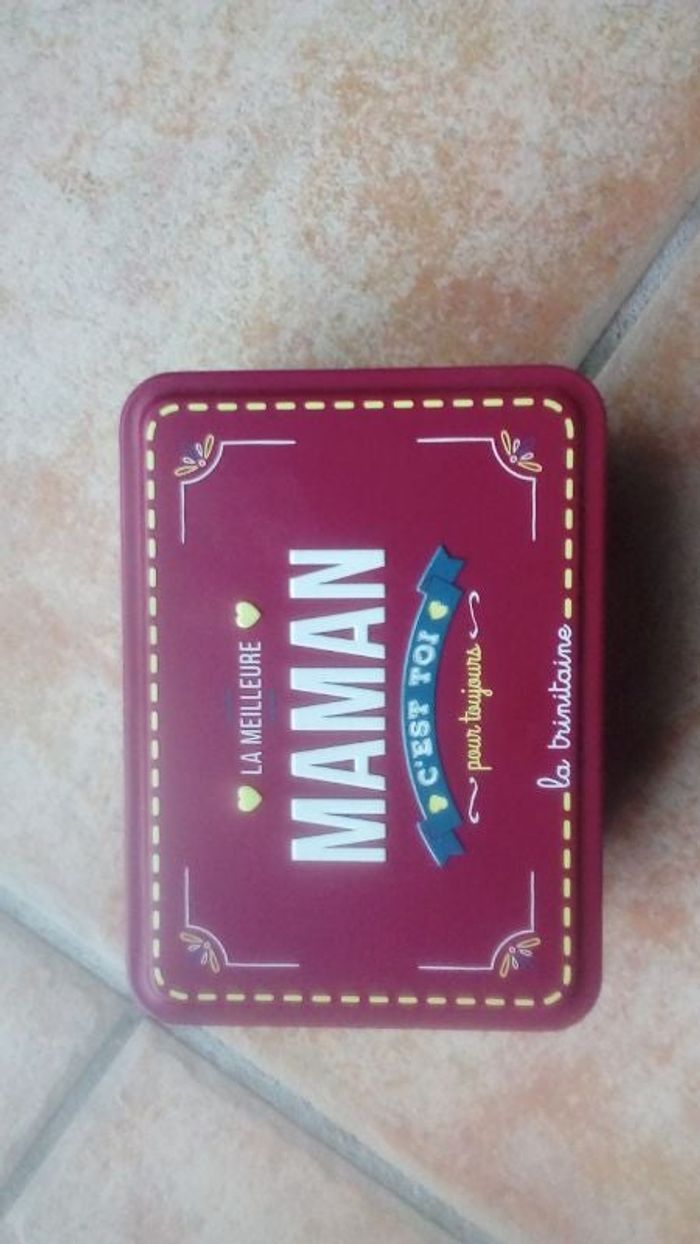 LA MEILLEURE
MAMAN
C'EST TOI
pour toujours
la trinitaine